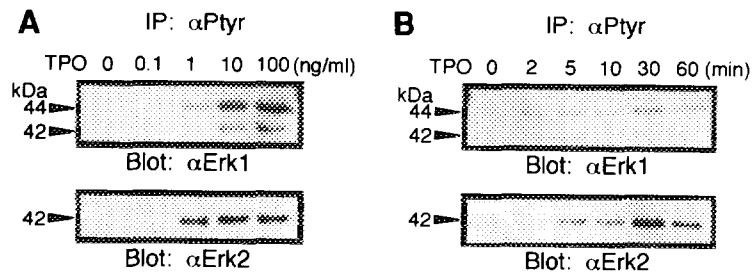 A
IP: αPtyr
TPO 0 0.1 1 10 100 (ng/ml)
kDa
44
42
Blot: αErk1
42
Blot: αErk2
B
IP: αPtyr
TPO 0 2 5 10 30 60 (min)
44
42
Blot: αErk1
42
Blot: αErk2